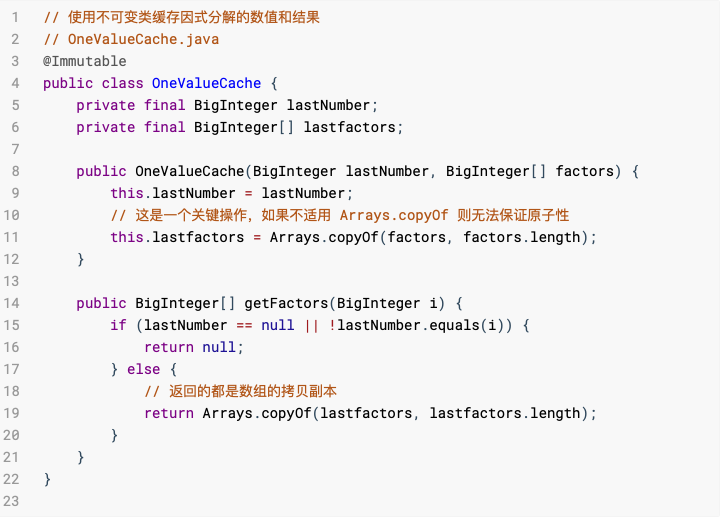 1 // 使用不可变类缓存因式分解的数值和结果
2 // OneValueCache.java
3 @Immutable
4 public class OneValueCache {
5     private final BigInteger lastNumber;
6     private final BigInteger[] lastfactors;
7
8     public OneValueCache(BigInteger lastNumber, BigInteger[] factors) {
9         this.lastNumber = lastNumber;
10         // 这是一个关键操作，如果不适用 Arrays.copyOf 则无法保证原子性
11         this.lastfactors = Arrays.copyOf(factors, factors.length);
12     }
13
14     public BigInteger[] getFactors(BigInteger i) {
15         if (lastNumber == null || !lastNumber.equals(i)) {
16             return null;
17         } else {
18             // 返回的都是数组的拷贝副本
19             return Arrays.copyOf(lastfactors, lastfactors.length);
20         }
21     }
22 }
23